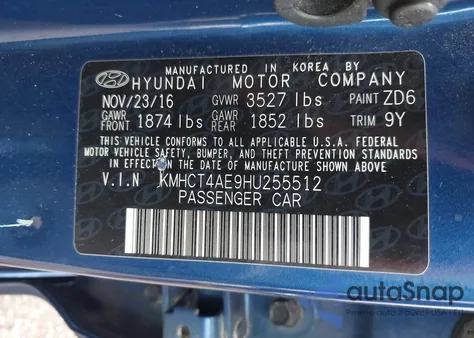 MANUFACTURED IN KOREA BY
HYUNDAI MOTOR COMPANY
NOV/23/16 GVWR 3527 lbs PAINT ZD6
GAWR FRONT 1874 lbs GAWR REAR 1852 lbs TRIM 9Y
THIS VEHICLE CONFORMS TO ALL APPLICABLE U.S.A. FEDERAL
MOTOR VEHICLE SAFETY, BUMPER, AND THEFT PREVENTION STANDARDS
IN EFFECT ON THE DATE OF MANUFACTURE SHOWN ABOVE.
V.I.N KMHCT4AE9HU255512
PASSENGER CAR
autoSnap